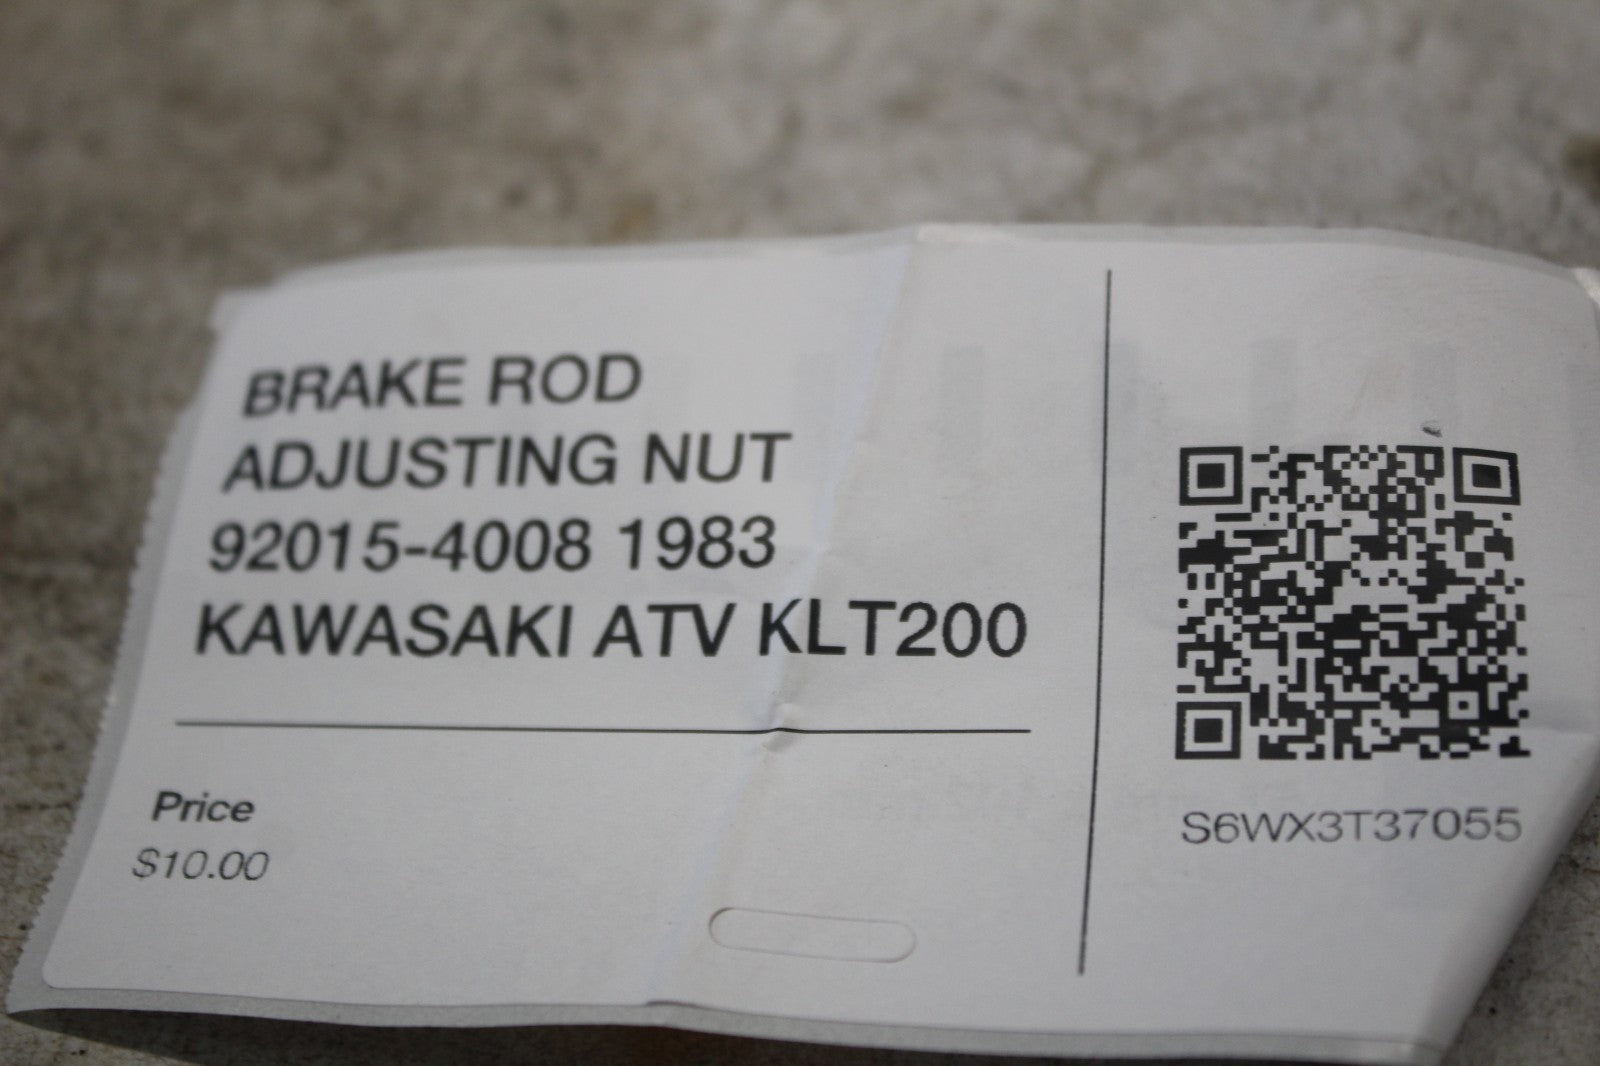 BRAKE ROD
ADJUSTING NUT
92015-4008 1983
KAWASAKI ATV KLT200
Price
$10.00
S6WX3T37055